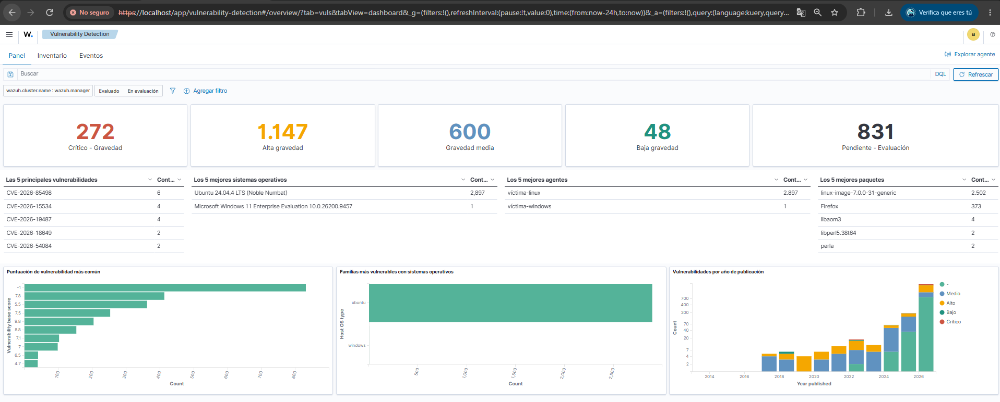 No seguro
https://localhost/app/vulnerability-detection#/overview/?tab=vuls&tabView=dashboard&_g=(filters:!(),refreshInterval:(pause:!t,value:0),time:(from:now-24h,to:now))&_a=(filters:!(),query:(language:kuery,query...
Verifica que eres tú
W.
Vulnerability Detection
a
Panel
Inventario
Eventos
Explorar agente
Buscar
DQL
Refrescar
wazuh.cluster.name : wazuh.manager
Evaluado
En evaluación
Agregar filtro
272
Crítico - Gravedad
1.147
Alta gravedad
600
Gravedad media
48
Baja gravedad
831
Pendiente - Evaluación
Las 5 principales vulnerabilidades Cont...
CVE-2026-85498 6
CVE-2026-15534 4
CVE-2026-19487 4
CVE-2026-18649 2
CVE-2026-54084 2
Los 5 mejores sistemas operativos Cont...
Ubuntu 24.04.4 LTS (Noble Numbat) 2,897
Microsoft Windows 11 Enterprise Evaluation 10.0.26200.9457 1
Los 5 mejores agentes Cont...
víctima-linux 2.897
víctima-windows 1
Los 5 mejores paquetes Cont...
linux-image-7.0.0-31-generic 2.502
Firefox 373
libaom3 4
libperl5.38t64 2
perla 2
Puntuación de vulnerabilidad más común
Vulnerability base score
-1
7.8
5.5
7.5
9.8
8.8
7.1
7
6.5
4.7
100 200 300 400 500 600 700 800
Count
Familias más vulnerables con sistemas operativos
Host OS type
ubuntu
windows
500 1,000 1,500 2,000 2,500
Count
Vulnerabilidades por año de publicación
Count
700
400
200
70
40
20
7
4
2
2014 2016 2018 2020 2022 2024 2026
Year published
-
Medio
Alto
Bajo
Crítico